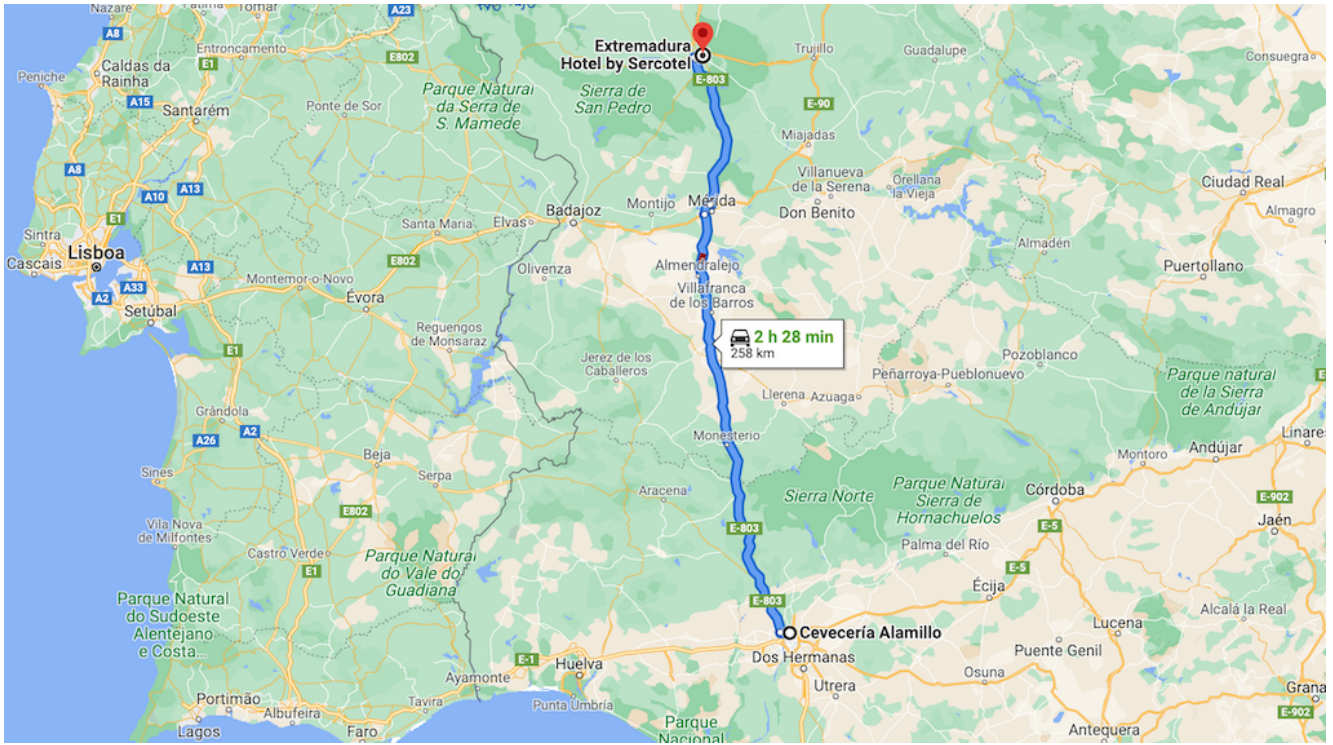 Nazaré
Tomar
A23
A8
Entroncamento
E1
E802
Caldas da
Rainha
Peniche
A15
Santarém
Ponte de Sor
Parque Natural
da Serra de
S. Mamede
A8
A10
A13
E1
Sintra
Lisboa
Cascais
A13
A2
A33
Setúbal
Montemor-o-Novo
Évora
E802
Santa Maria
Elvas
Badajoz
Montijo
Mérida
Extremadura
Hotel by Sercotel
E-803
Sierra de
San Pedro
Trujillo
Guadalupe
Consuegra
E-90
Miajadas
Villanueva
de la Serena
Orellana
la Vieja
Don Benito
Ciudad Real
Almagro
Almadén
Puertollano
Olivenza
Almendralejo
Villafranca
de los Barros
2 h 28 min
258 km
Reguengos
de Monsaraz
Jerez de los
Caballeros
E1
Grândola
A26
A2
Beja
Serpa
Sines
E802
Vila Nova
de Milfontes
Castro Verde
E1
Parque Natural
do Vale do
Guadiana
Parque Natural
do Sudoeste
Alentejano
e Costa...
Llerena
Azuaga
Peñarroya-Pueblonuevo
Pozoblanco
Parque natural
de la Sierra
de Andújar
Monesterio
Aracena
Sierra Norte
Parque Natural
Sierra de
Hornachuelos
Córdoba
Montoro
Andújar
Linares
E-902
Jaén
E-5
E-803
Palma del Río
E-5
Écija
E-803
Cevecería Alamillo
Dos Hermanas
Utrera
Osuna
Puente Genil
Lucena
Alcalá la Real
Antequera
Grana
E-902
E-1
Huelva
Ayamonte
Punta Umbría
Parque
Nacional
Portimão
Lagos
Albufeira
Faro
Tavira